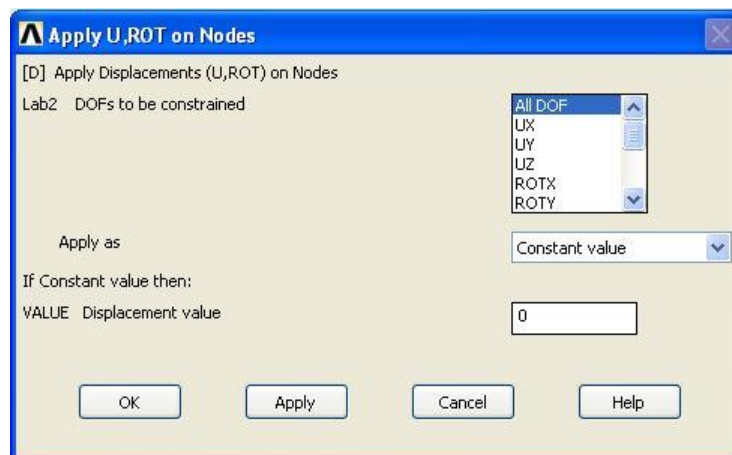 Apply U,ROT on Nodes
[D] Apply Displacements (U,ROT) on Nodes
Lab2 DOFs to be constrained
All DOF
UX
UY
UZ
ROTX
ROTY
Apply as
Constant value
If Constant value then:
VALUE Displacement value
0
OK Apply Cancel Help